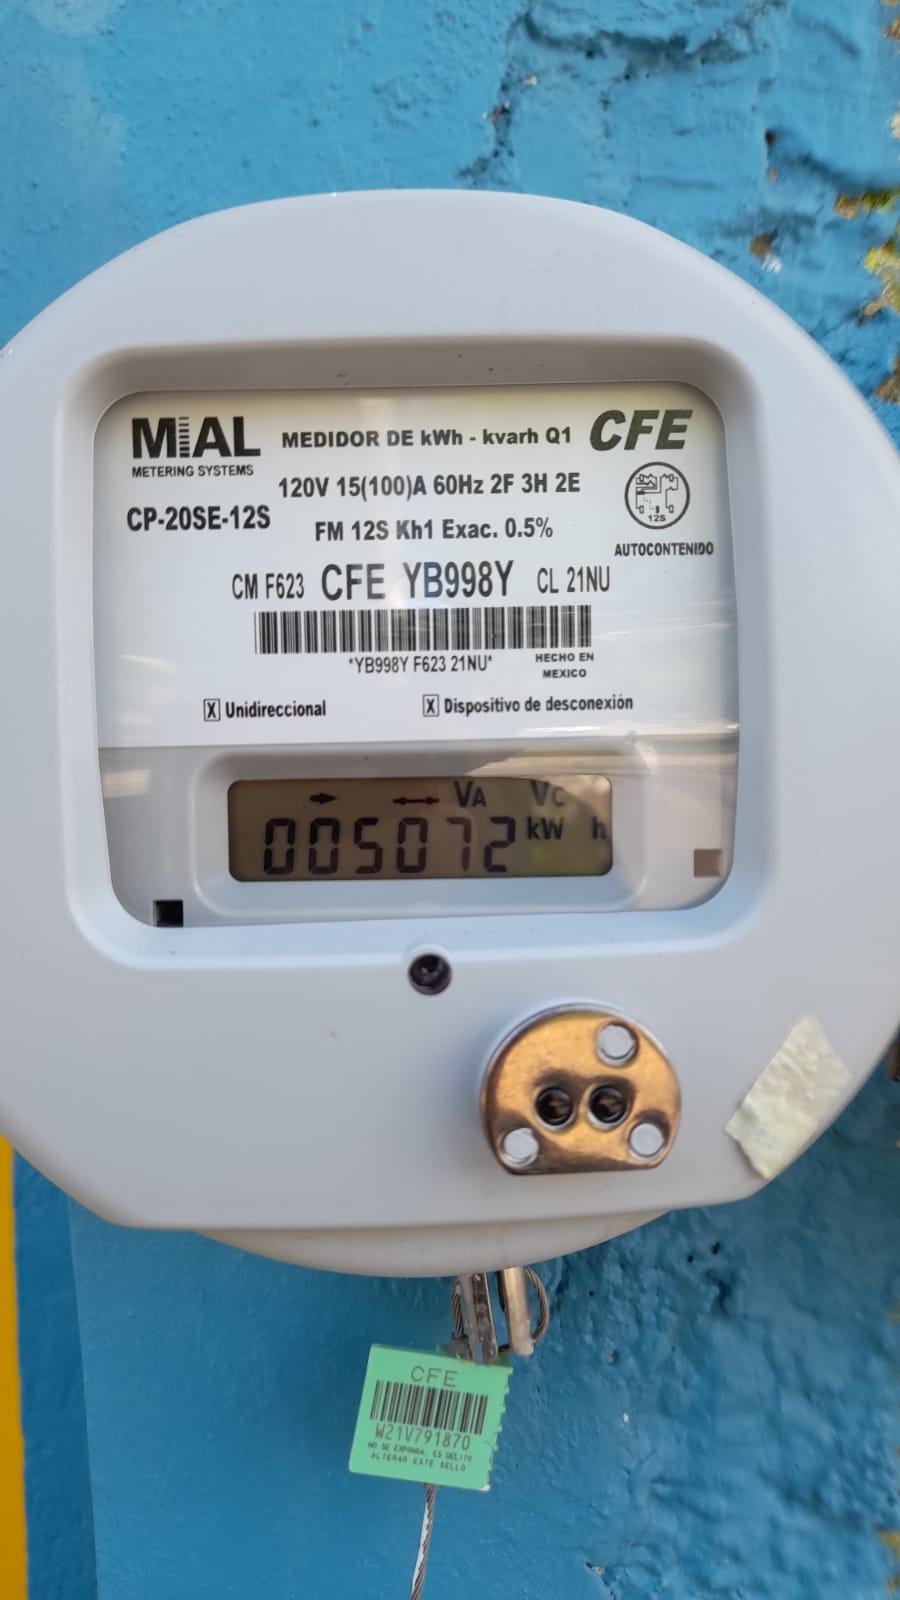 MIAL
METERING SYSTEMS
MEDIDOR DE kWh - kvarh Q1
CFE
120V 15(100)A 60Hz 2F 3H 2E
CP-20SE-12S
FM 12S Kh1 Exac. 0.5%
12S
AUTOCONTENIDO
CM F623 CFE YB998Y CL 21NU
*YB998Y F623 21NU*
HECHO EN
MEXICO
X Unidireccional
X Dispositivo de desconexión
VA VC
005072 kW h
CFE
W21V791870
NO SE EXPONGA, ES DELITO
ALTERAR ESTE SELLO